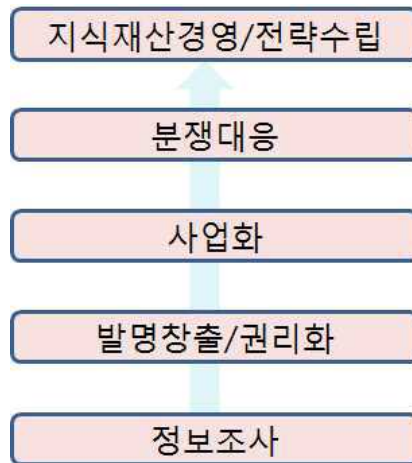 지식재산경영/전략수립
분쟁대응
사업화
발명창출/권리화
정보조사